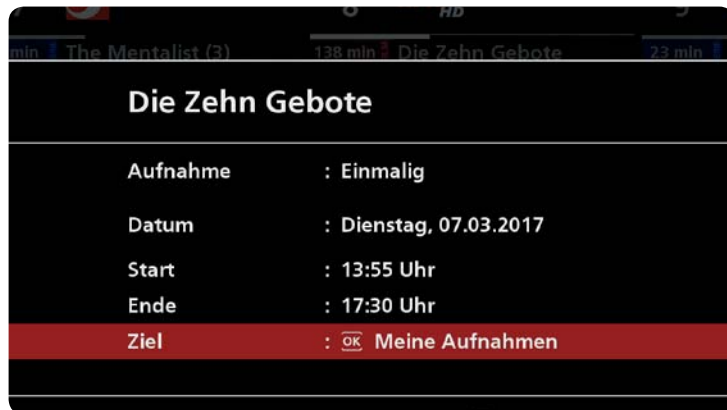 8 HD
min The Mentalist (3) 138 min Die Zehn Gebote 23 min
Die Zehn Gebote
Aufnahme : Einmalig
Datum : Dienstag, 07.03.2017
Start : 13:55 Uhr
Ende : 17:30 Uhr
Ziel : OK Meine Aufnahmen